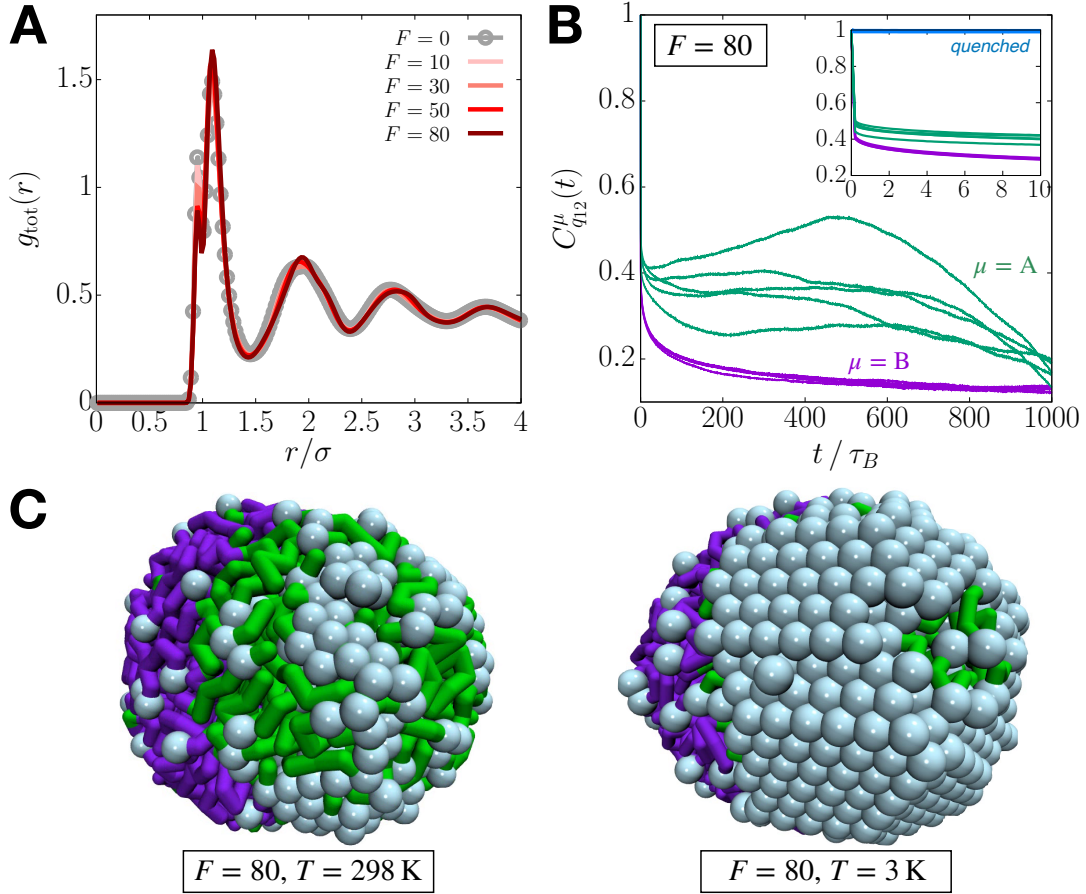 A
F = 0
F = 10
F = 30
F = 50
F = 80
1.5
1
0.5
0
g_tot(r)
0 0.5 1 1.5 2 2.5 3 3.5 4
r/σ
B
F = 80
1
0.8
0.6
0.4
0.2
C^μ_{q12}(t)
quenched
1
0.8
0.6
0.4
0.2
0 2 4 6 8 10
μ = A
μ = B
0 200 400 600 800 1000
t / τ_B
C
F = 80, T = 298 K
F = 80, T = 3 K